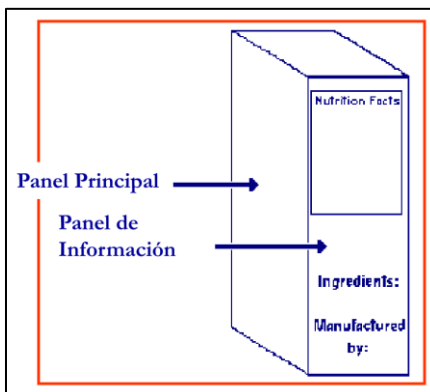 Nutrition Facts
Panel Principal
Panel de
Información
Ingredients:
Manufactured
by: